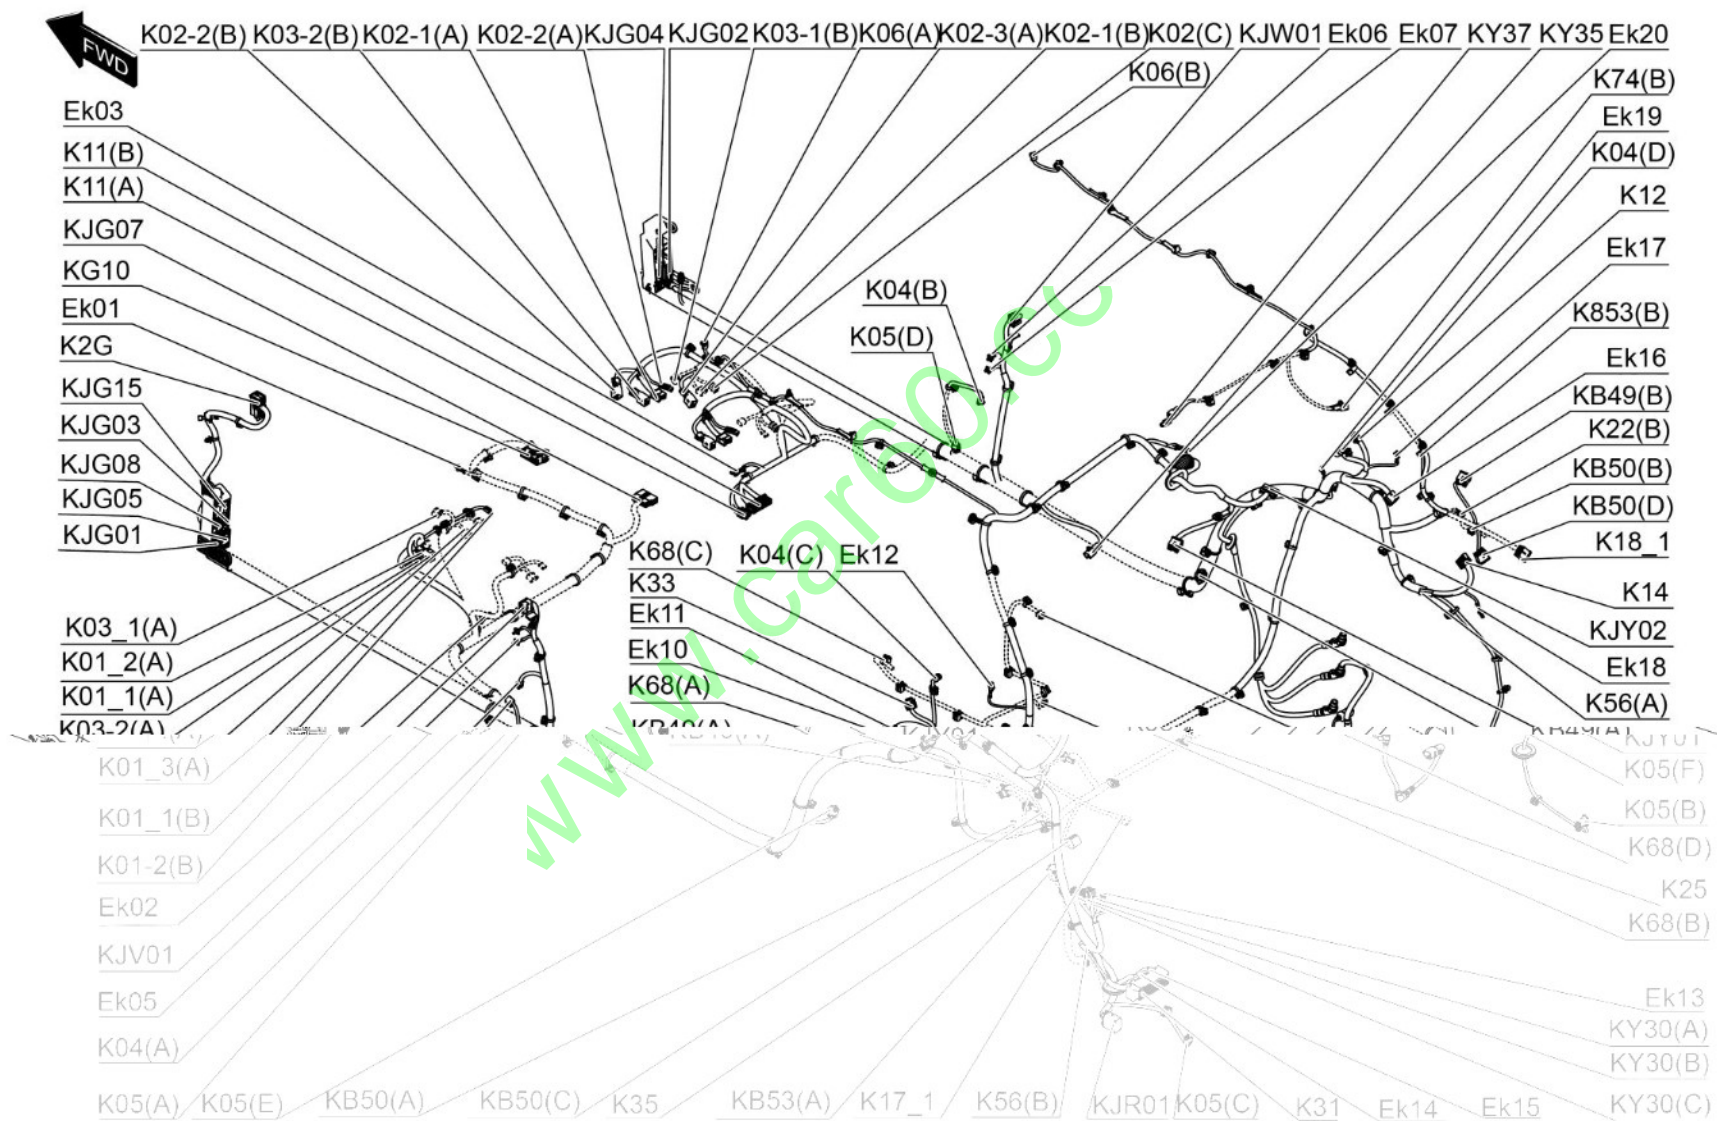 FWD
K02-2(B) K03-2(B) K02-1(A) K02-2(A) KJG04 KJG02 K03-1(B) K06(A) K02-3(A) K02-1(B) K02(C) KJW01 Ek06 Ek07 KY37 KY35 Ek20
K06(B)
K74(B)
Ek03
Ek19
K11(B)
K04(D)
K11(A)
K12
KJG07
Ek17
KG10
K04(B)
Ek01
K853(B)
K05(D)
K2G
Ek16
KJG15
KB49(B)
KJG03
K22(B)
KJG08
KB50(B)
KJG05
KB50(D)
KJG01
K18_1
K68(C) K04(C) Ek12
K33
K14
Ek11
K03_1(A)
KJY02
Ek10
K01_2(A)
Ek18
K68(A)
K01_1(A)
K56(A)
K03-2(A)
KB49(A)
KJY01
K01_3(A)
K05(F)
K01_1(B)
K05(B)
K68(D)
K01-2(B)
K25
Ek02
K68(B)
KJV01
Ek05
Ek13
KY30(A)
K04(A)
KY30(B)
K05(A) K05(E) KB50(A) KB50(C) K35 KB53(A) K17_1 K56(B) KJR01 K05(C) K31 Ek14 Ek15 KY30(C)
www.car60.cc